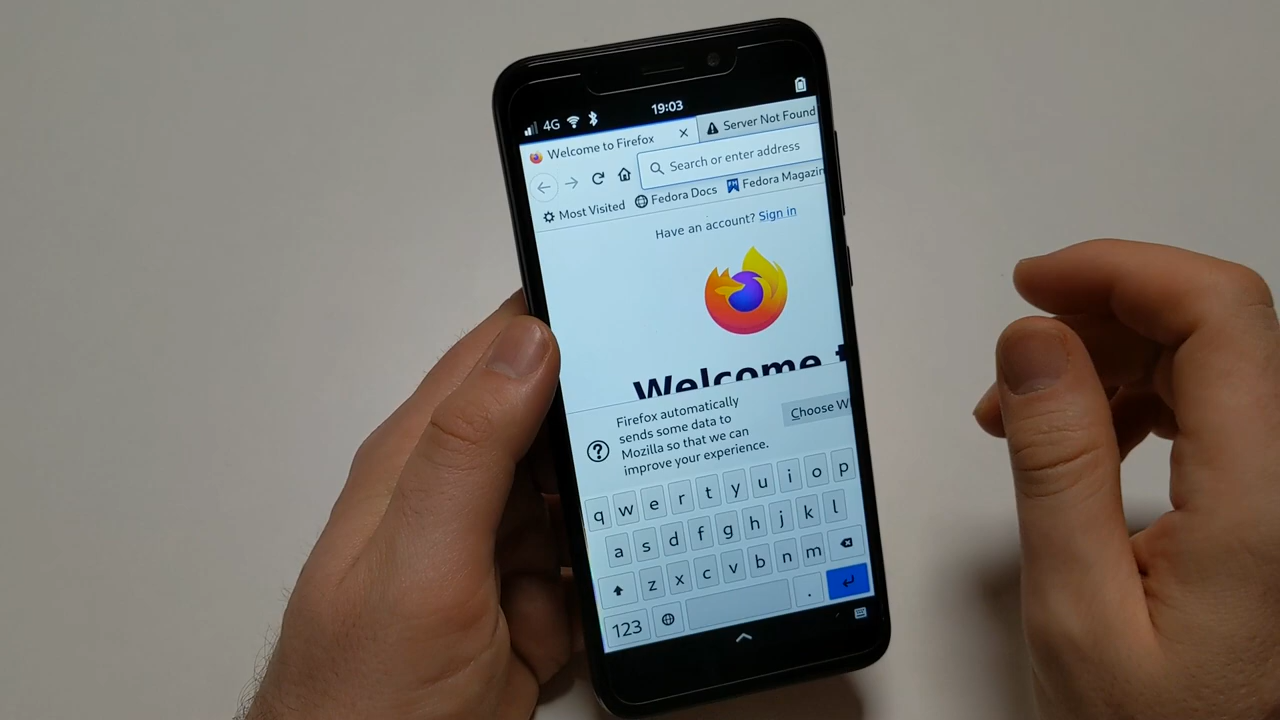 4G 19:03
Welcome to Firefox
Server Not Found
Search or enter address
Most Visited Fedora Docs Fedora Magazin
Have an account? Sign in
Welcome
Firefox automatically
sends some data to
Mozilla so that we can
improve your experience.
Choose W
q w e r t y u i o p
a s d f g h j k l
z x c v b n m
123 .